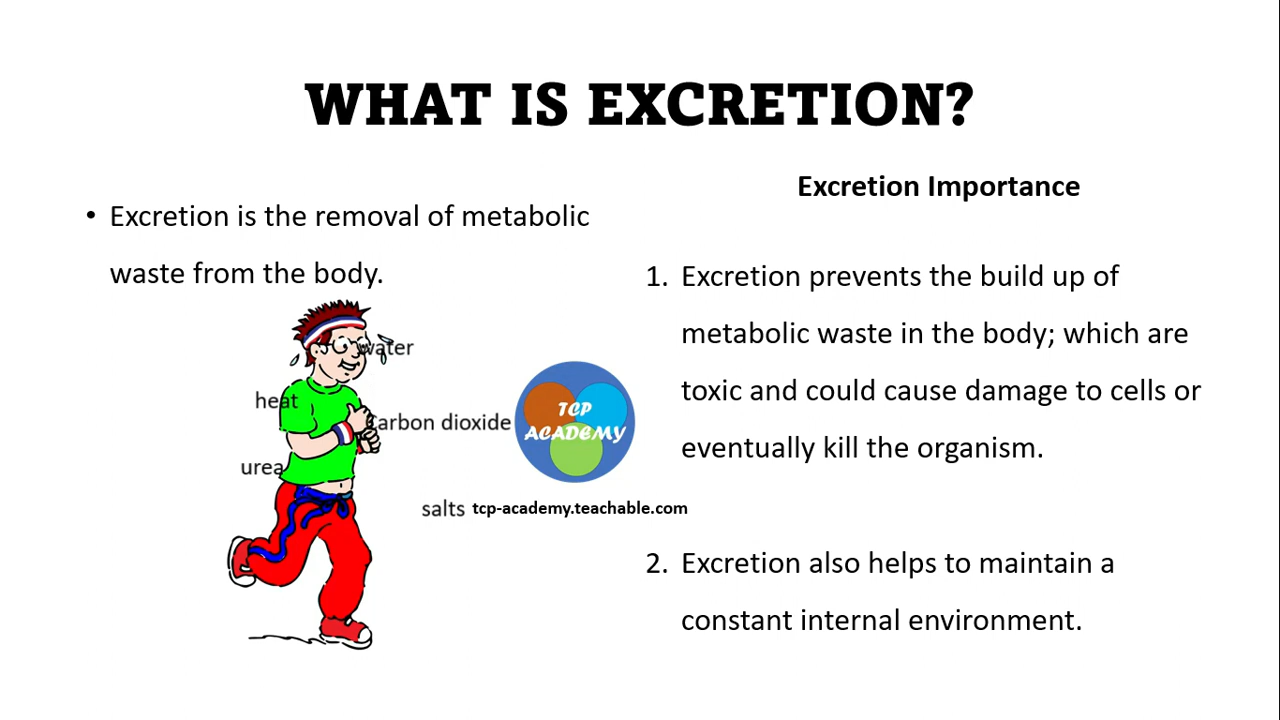 WHAT IS EXCRETION?
• Excretion is the removal of metabolic
waste from the body.
water
heat
Carbon dioxide
urea
salts
TCP
ACADEMY
tcp-academy.teachable.com
Excretion Importance
1. Excretion prevents the build up of
metabolic waste in the body; which are
toxic and could cause damage to cells or
eventually kill the organism.
2. Excretion also helps to maintain a
constant internal environment.